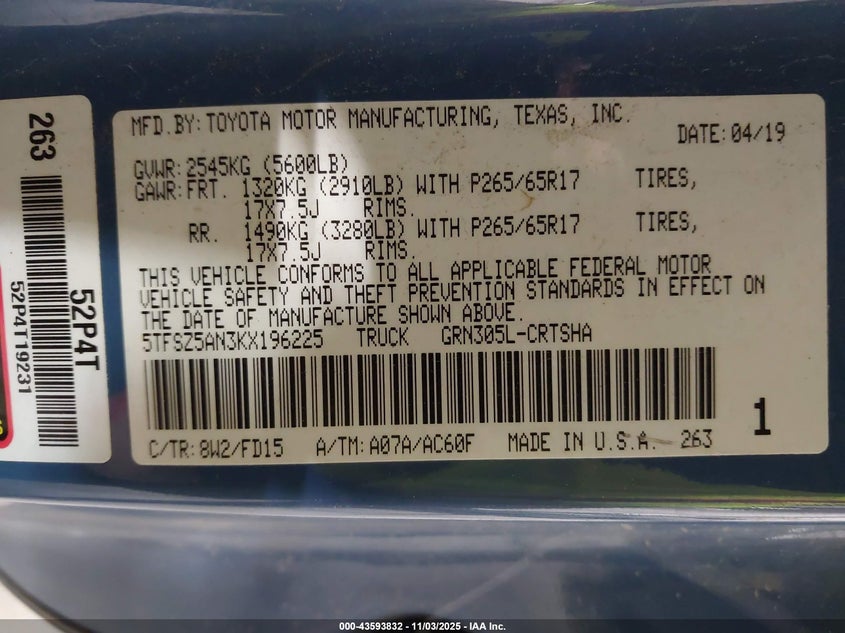 263
52P4T
52P4T19231
MFD.BY:TOYOTA MOTOR MANUFACTURING, TEXAS, INC.
DATE:04/19
GVWR:2545KG (5600LB)
GAWR:FRT. 1320KG (2910LB) WITH P265/65R17 TIRES,
17X7.5J RIMS.
RR. 1490KG (3280LB) WITH P265/65R17 TIRES,
17X7.5J RIMS.
THIS VEHICLE CONFORMS TO ALL APPLICABLE FEDERAL MOTOR
VEHICLE SAFETY AND THEFT PREVENTION STANDARDS IN EFFECT ON
THE DATE OF MANUFACTURE SHOWN ABOVE.
5TFSZ5AN3KX196225 TRUCK GRN305L-CRTSHA
1
C/TR:8W2/FD15 A/TM:A07A/AC60F MADE IN U.S.A. 263
000-43593832 - 11/03/2025 - IAA Inc.